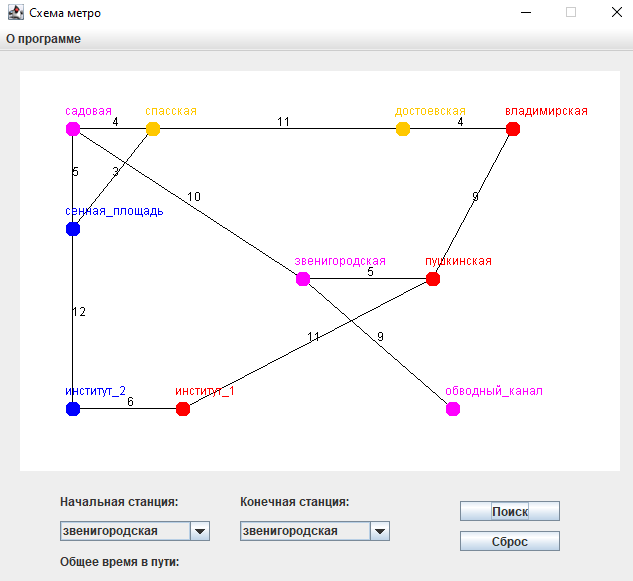 Схема метро
О программе
садовая
спасская
достоевская
владимирская
4
11
4
5
3
10
9
сенная_площадь
звенигородская
пушкинская
5
12
11
9
институт_2
институт_1
обводный_канал
6
Начальная станция:
Конечная станция:
звенигородская
звенигородская
Поиск
Сброс
Общее время в пути: